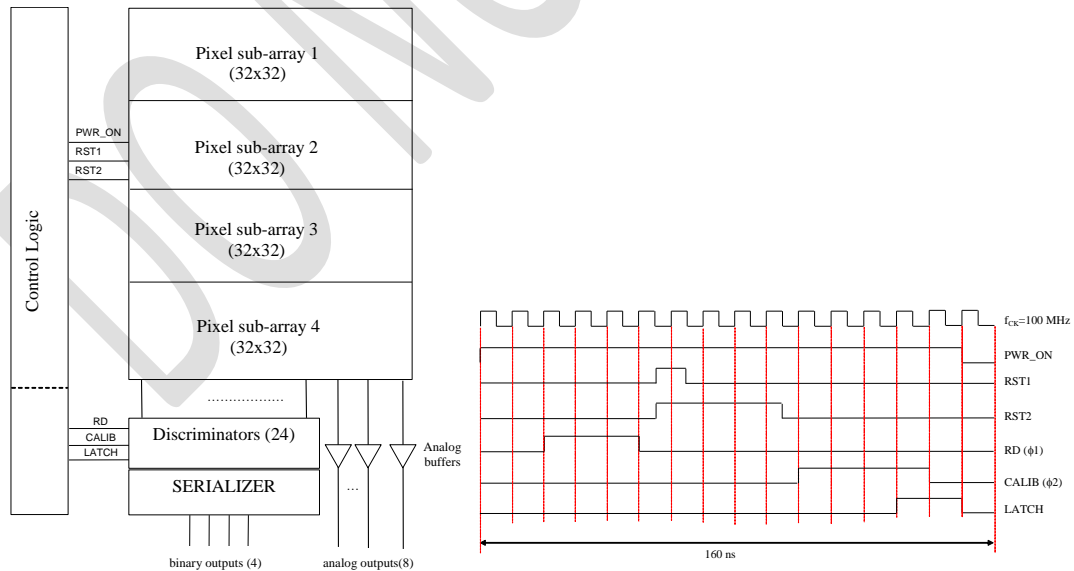 Pixel sub-array 1
(32x32)
PWR_ON
RST1
RST2
Pixel sub-array 2
(32x32)
Control Logic
Pixel sub-array 3
(32x32)
Pixel sub-array 4
(32x32)
..................
RD
CALIB
LATCH
Discriminators (24)
Analog
buffers
SERIALIZER
...
....
binary outputs (4)
analog outputs(8)
fCK=100 MHz
PWR_ON
RST1
RST2
RD (ϕ1)
CALIB (ϕ2)
LATCH
160 ns